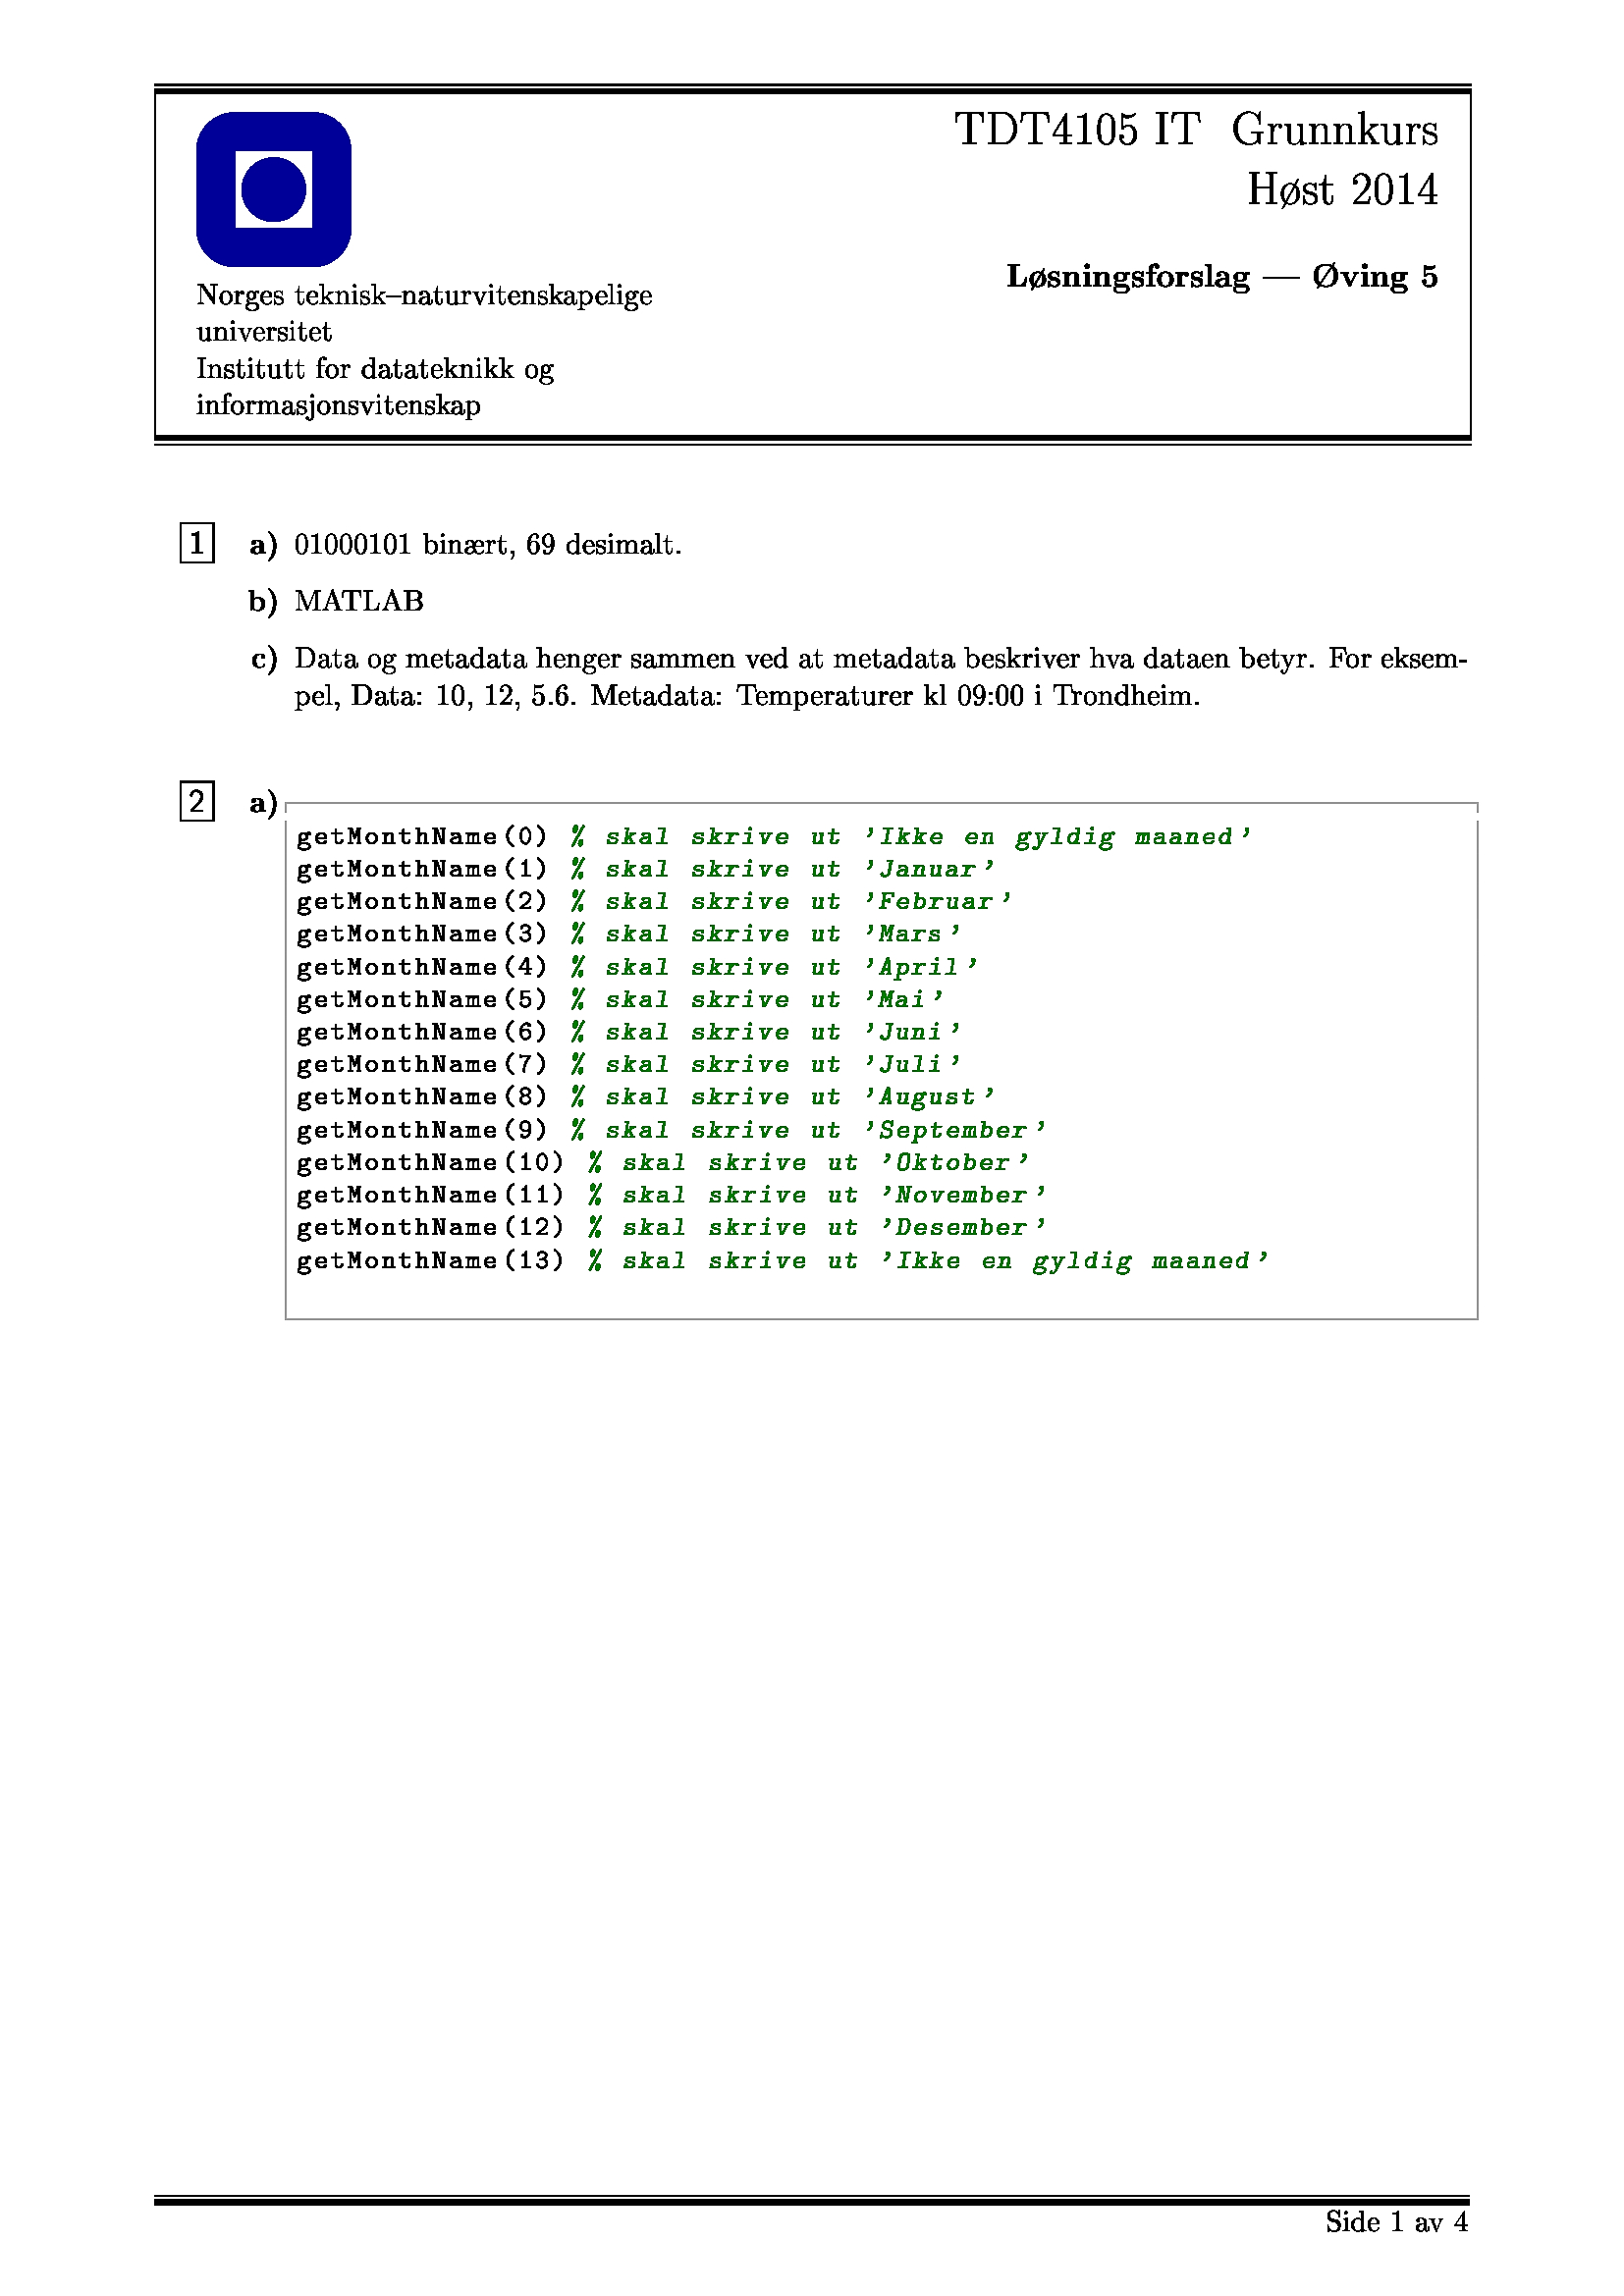 TDT4105 IT Grunnkurs
Høst 2014
Løsningsforslag — Øving 5
Norges teknisk–naturvitenskapelige
universitet
Institutt for datateknikk og
informasjonsvitenskap
1 a) 01000101 binært, 69 desimalt.
b) MATLAB
c) Data og metadata henger sammen ved at metadata beskriver hva dataen betyr. For eksem-
pel, Data: 10, 12, 5.6. Metadata: Temperaturer kl 09:00 i Trondheim.
2 a)
getMonthName(0) % skal skrive ut 'Ikke en gyldig maaned'
getMonthName(1) % skal skrive ut 'Januar'
getMonthName(2) % skal skrive ut 'Februar'
getMonthName(3) % skal skrive ut 'Mars'
getMonthName(4) % skal skrive ut 'April'
getMonthName(5) % skal skrive ut 'Mai'
getMonthName(6) % skal skrive ut 'Juni'
getMonthName(7) % skal skrive ut 'Juli'
getMonthName(8) % skal skrive ut 'August'
getMonthName(9) % skal skrive ut 'September'
getMonthName(10) % skal skrive ut 'Oktober'
getMonthName(11) % skal skrive ut 'November'
getMonthName(12) % skal skrive ut 'Desember'
getMonthName(13) % skal skrive ut 'Ikke en gyldig maaned'
Side 1 av 4